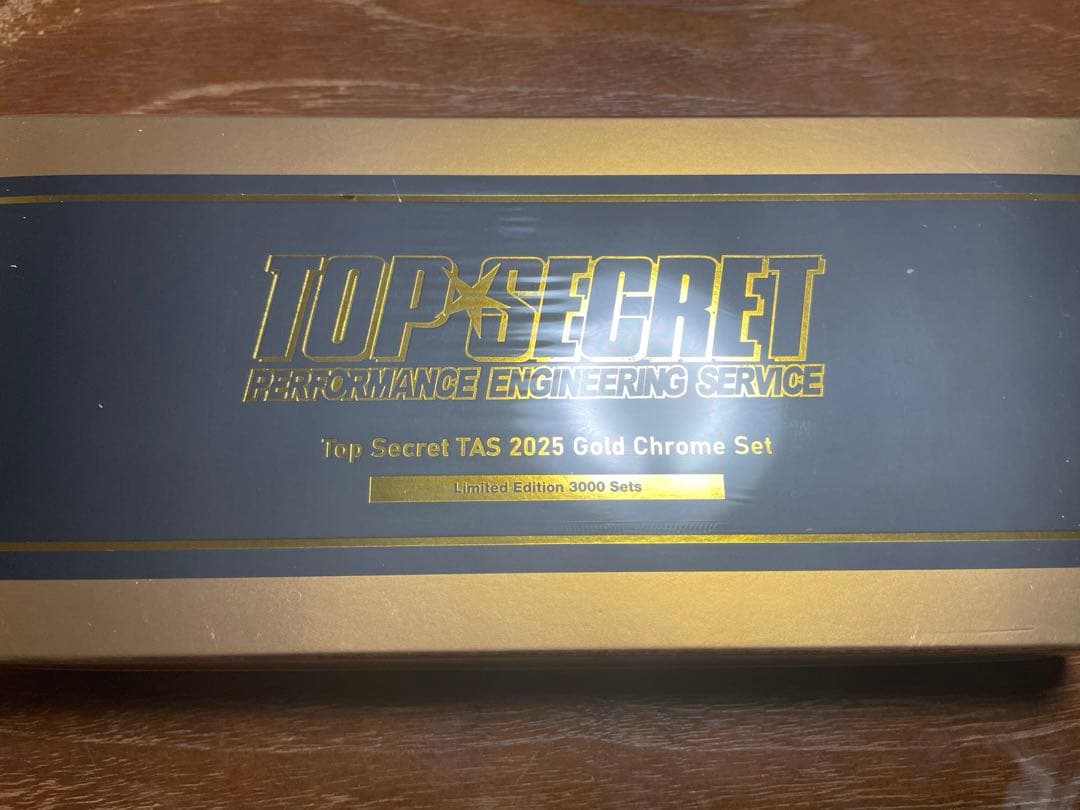 TOP SECRET
PERFORMANCE ENGINEERING SERVICE
Top Secret TAS 2025 Gold Chrome Set
Limited Edition 3000 Sets